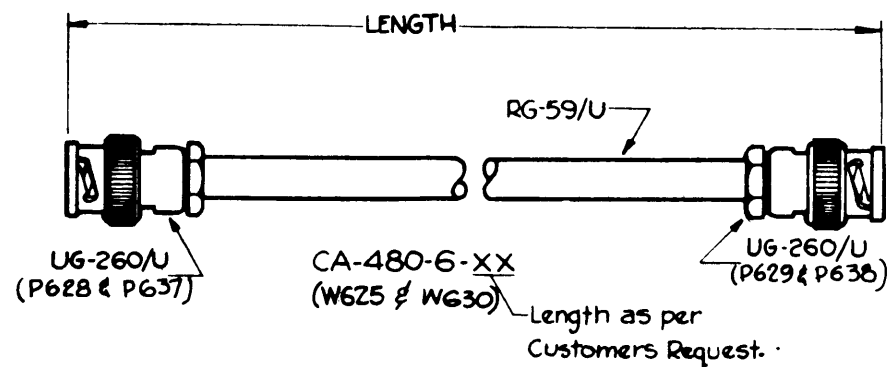 LENGTH
RG-59/U
UG-260/U
(P628 & P637)
CA-480-6-XX
(W625 & W630)
UG-260/U
(P629 & P638)
Length as per
Customers Request.